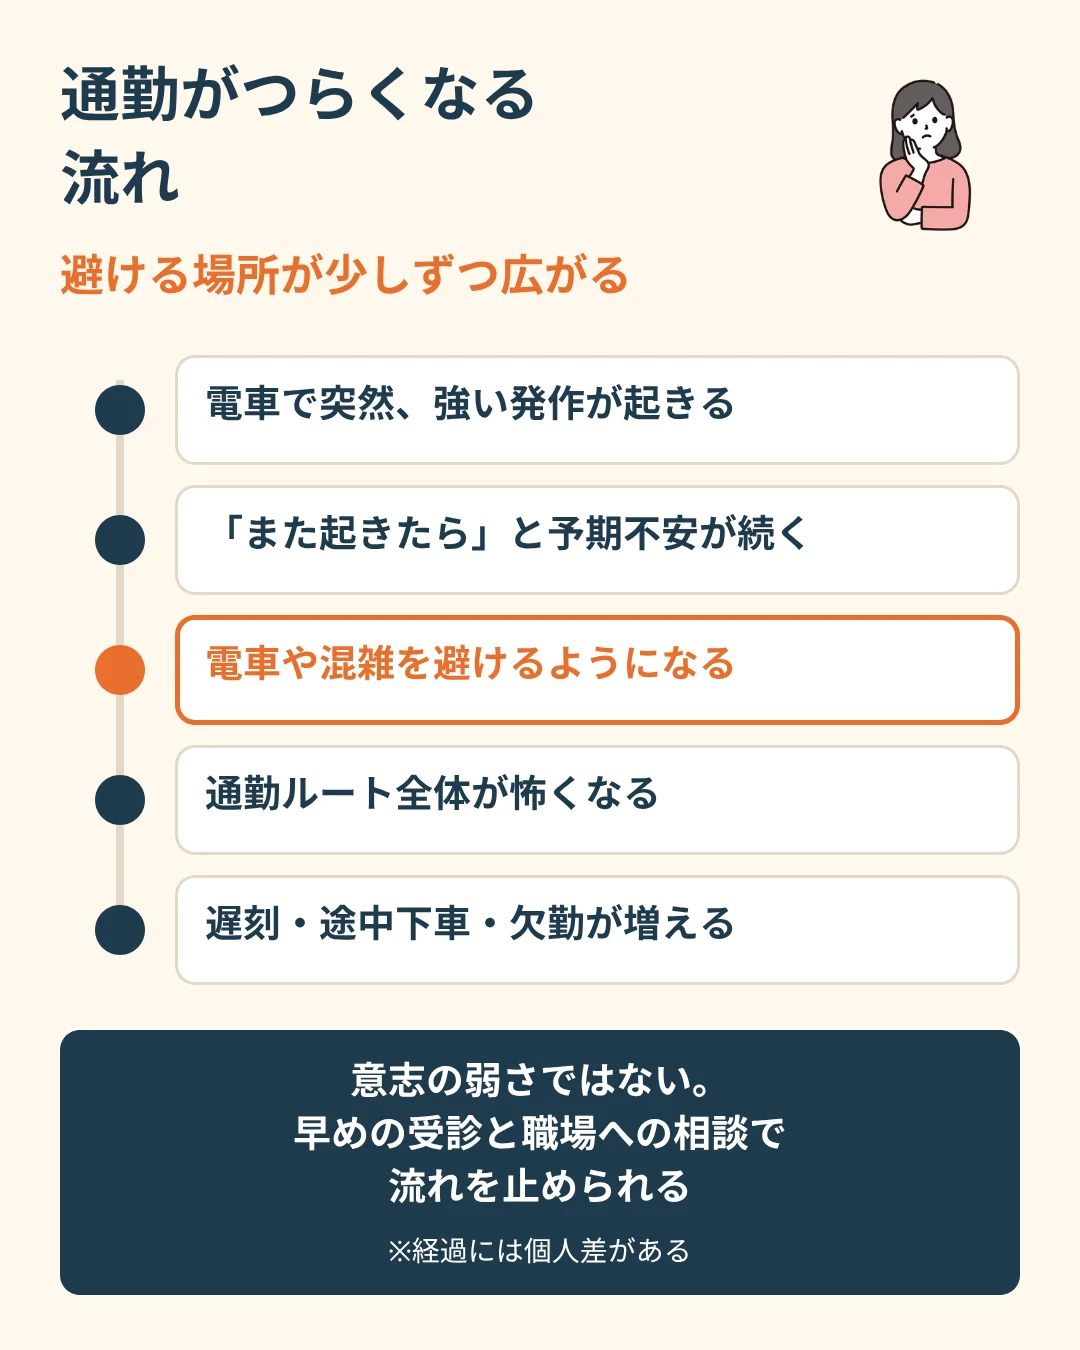 通勤がつらくなる
流れ
避ける場所が少しずつ広がる
電車で突然、強い発作が起きる
「また起きたら」と予期不安が続く
電車や混雑を避けるようになる
通勤ルート全体が怖くなる
遅刻・途中下車・欠勤が増える
意志の弱さではない。
早めの受診と職場への相談で
流れを止められる
※経過には個人差がある